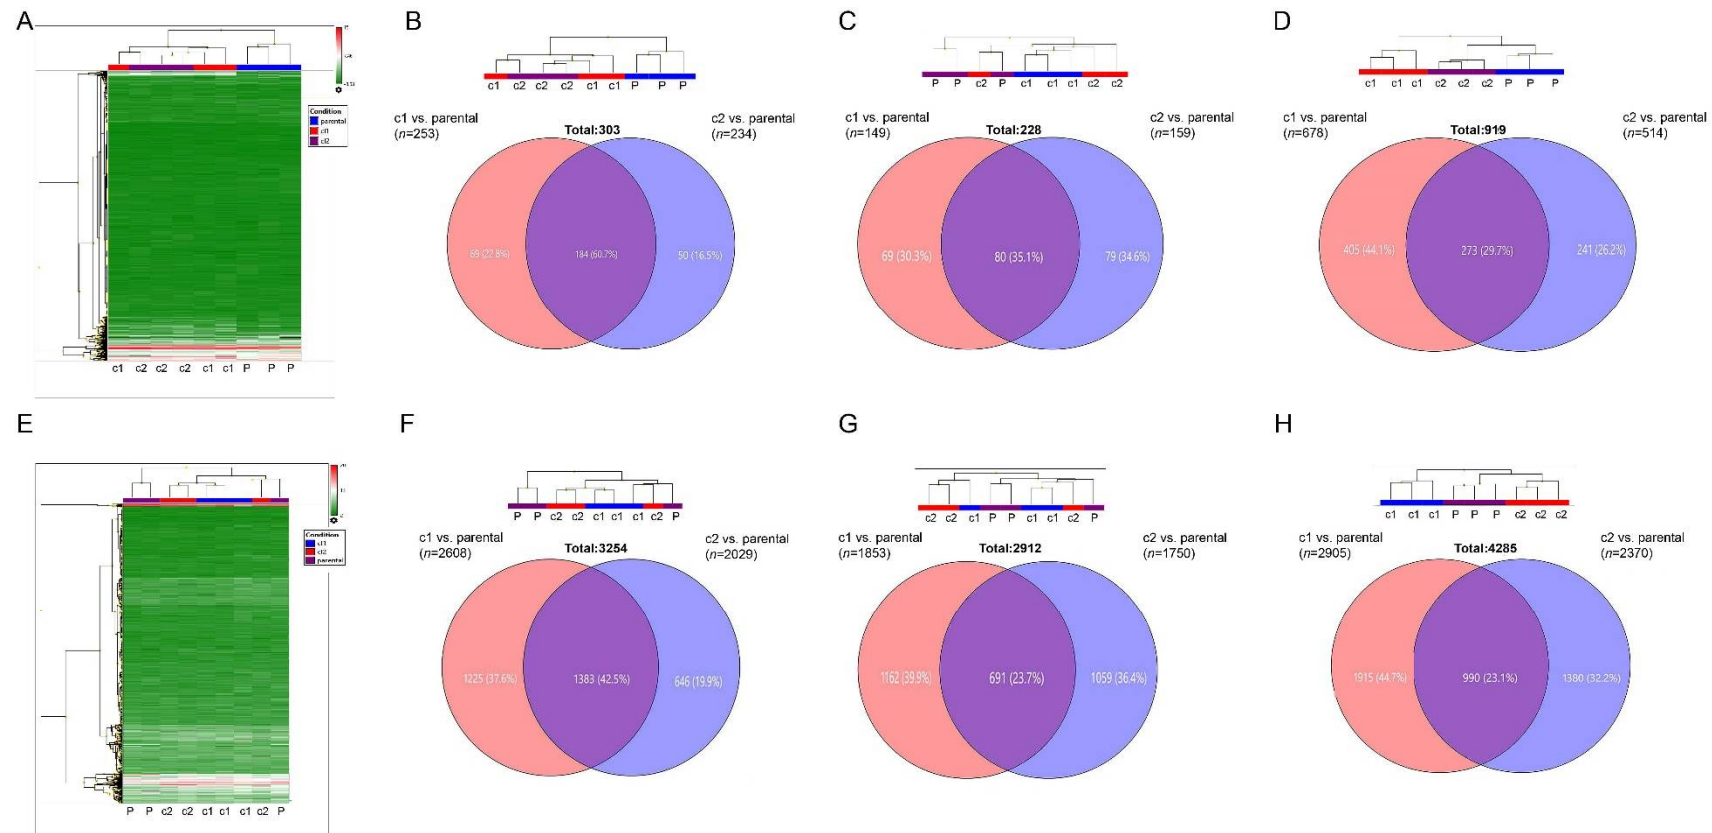 A
Condition
parental
cl1
cl2
c1 c2 c2 c2 c1 c1 P P P
B
c1 c2 c2 c2 c1 c1 P P P
c1 vs. parental
(n=253)
Total:303
c2 vs. parental
(n=234)
69 (22.8%)
184 (60.7%)
50 (16.5%)
C
P P c2 P c1 c1 c1 c2 c2
c1 vs. parental
(n=149)
Total:228
c2 vs. parental
(n=159)
69 (30.3%)
80 (35.1%)
79 (34.6%)
D
c1 c1 c1 c2 c2 c2 P P P
c1 vs. parental
(n=678)
Total:919
c2 vs. parental
(n=514)
405 (44.1%)
273 (29.7%)
241 (26.2%)
E
Condition
cl1
cl2
parental
P P c2 c2 c1 c1 c1 c2 P
F
P P c2 c2 c1 c1 c1 c2 P
c1 vs. parental
(n=2608)
Total:3254
c2 vs. parental
(n=2029)
1225 (37.6%)
1383 (42.5%)
646 (19.9%)
G
c2 c2 c1 P P c1 c1 c2 P
c1 vs. parental
(n=1853)
Total:2912
c2 vs. parental
(n=1750)
1162 (39.9%)
691 (23.7%)
1059 (36.4%)
H
c1 c1 c1 P P P c2 c2 c2
c1 vs. parental
(n=2905)
Total:4285
c2 vs. parental
(n=2370)
1915 (44.7%)
990 (23.1%)
1380 (32.2%)